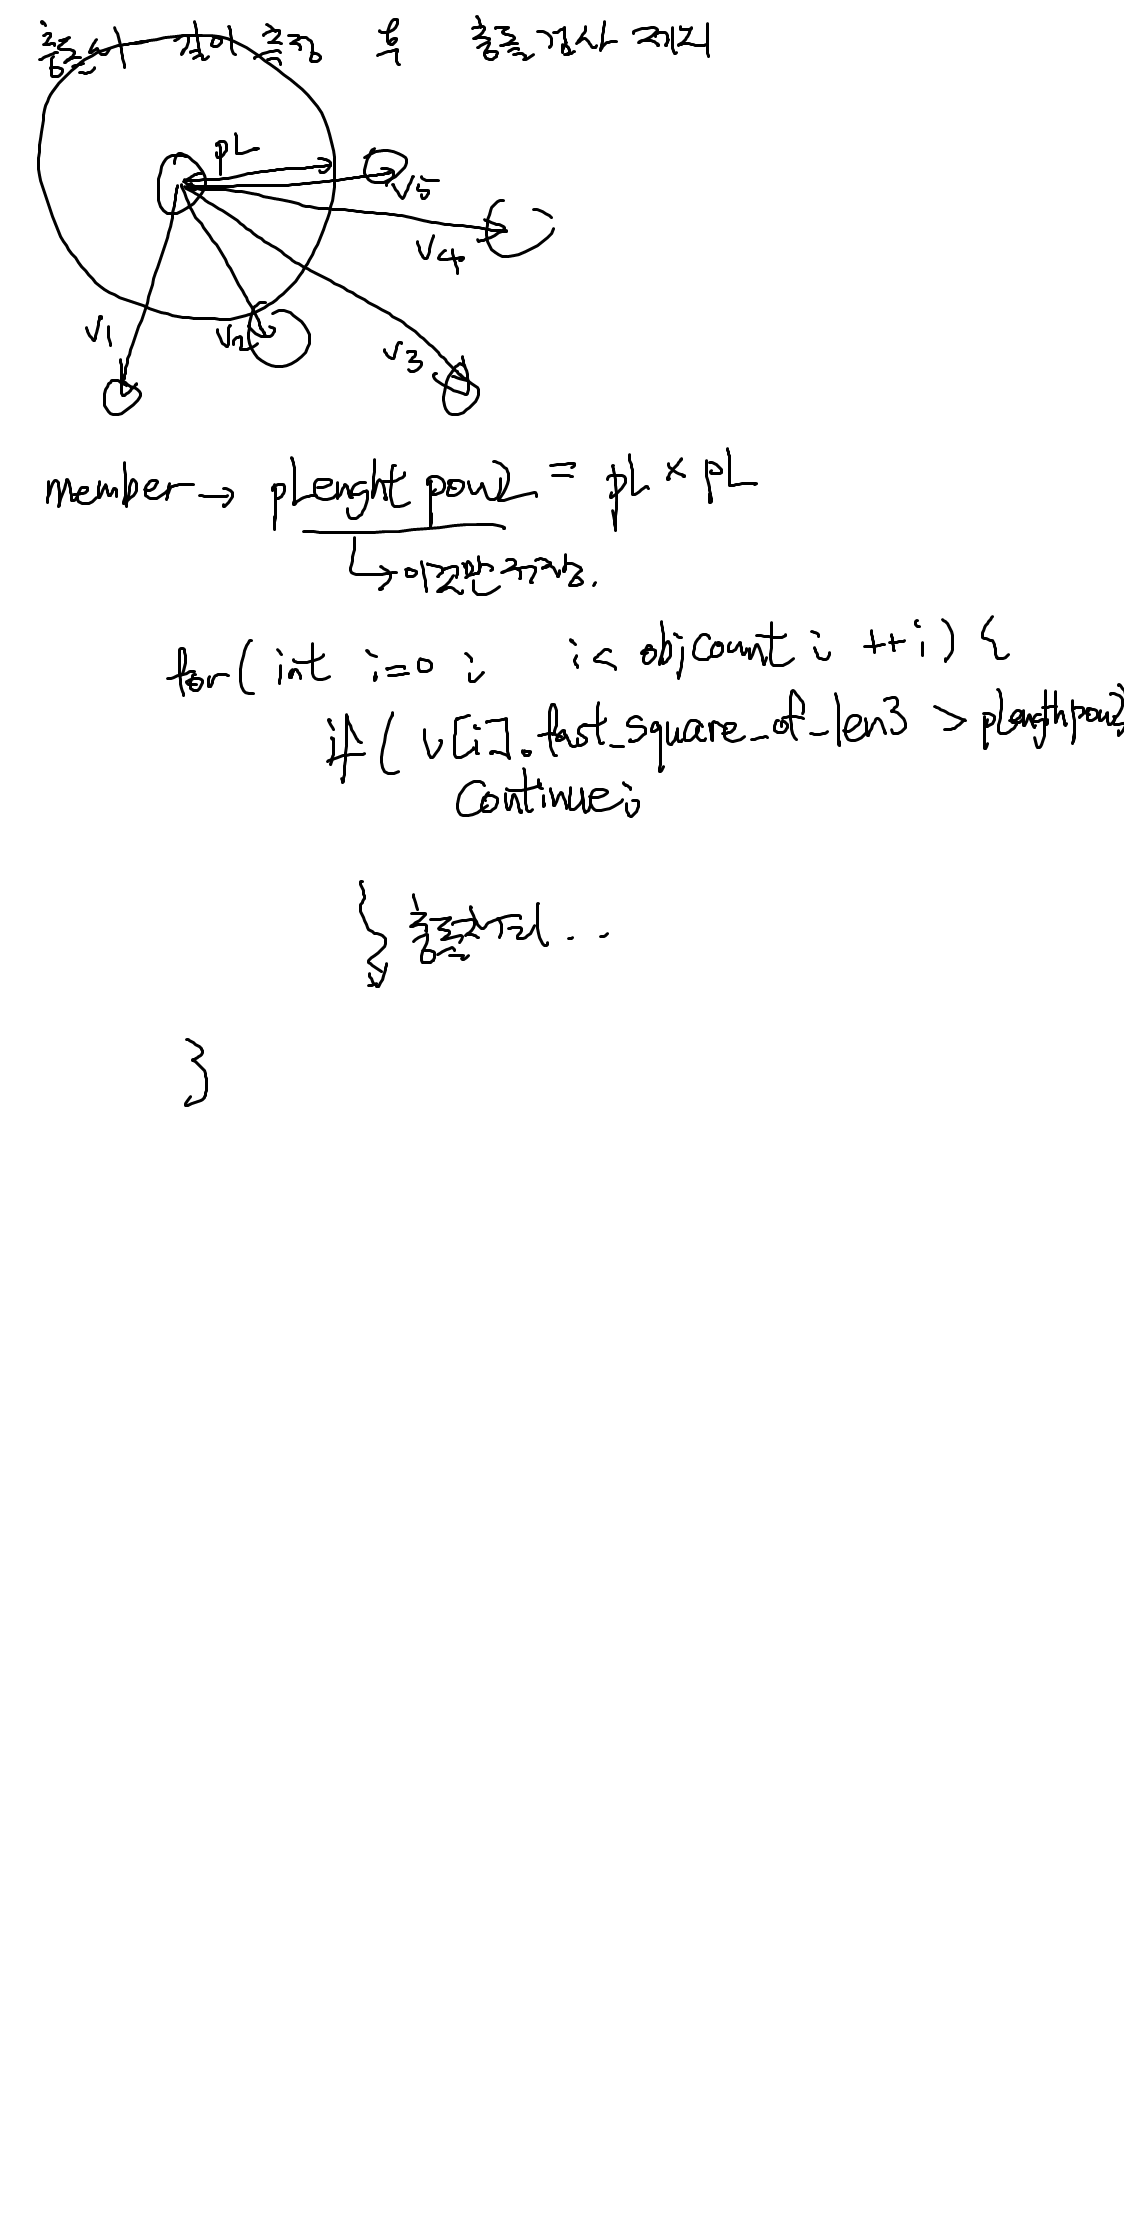 충돌시 길이 측정 후 충돌검사 제외
pL
v5
v4
v1
v2
v3
member → pLenght pow2 = pL × pL
↳ 이것만 저장.
for( int i=0 ; i< objcount ; ++i) {
if( v[i].fast_square_of_len3 > pLengthpow2
continue;
충돌처리..
}